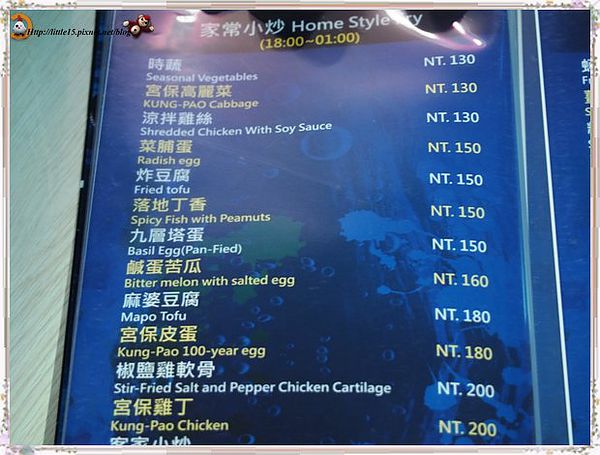 Http://little15.pixnet.net/blog
家常小炒 Home Style Fry
(18:00~01:00)
時蔬 NT. 130
Seasonal Vegetables
宮保高麗菜 NT. 130
KUNG-PAO Cabbage
涼拌雞絲 NT. 130
Shredded Chicken With Soy Sauce
菜脯蛋 NT. 150
Radish egg
炸豆腐 NT. 150
Fried tofu
落地丁香 NT. 150
Spicy Fish with Peamuts
九層塔蛋 NT. 150
Basil Egg(Pan-Fied)
鹹蛋苦瓜 NT. 160
Bitter melon with salted egg
麻婆豆腐 NT. 180
Mapo Tofu
宮保皮蛋 NT. 180
Kung-Pao 100-year egg
椒鹽雞軟骨 NT. 200
Stir-Fried Salt and Pepper Chicken Cartilage
宮保雞丁 NT. 200
Kung-Pao Chicken
客家小炒